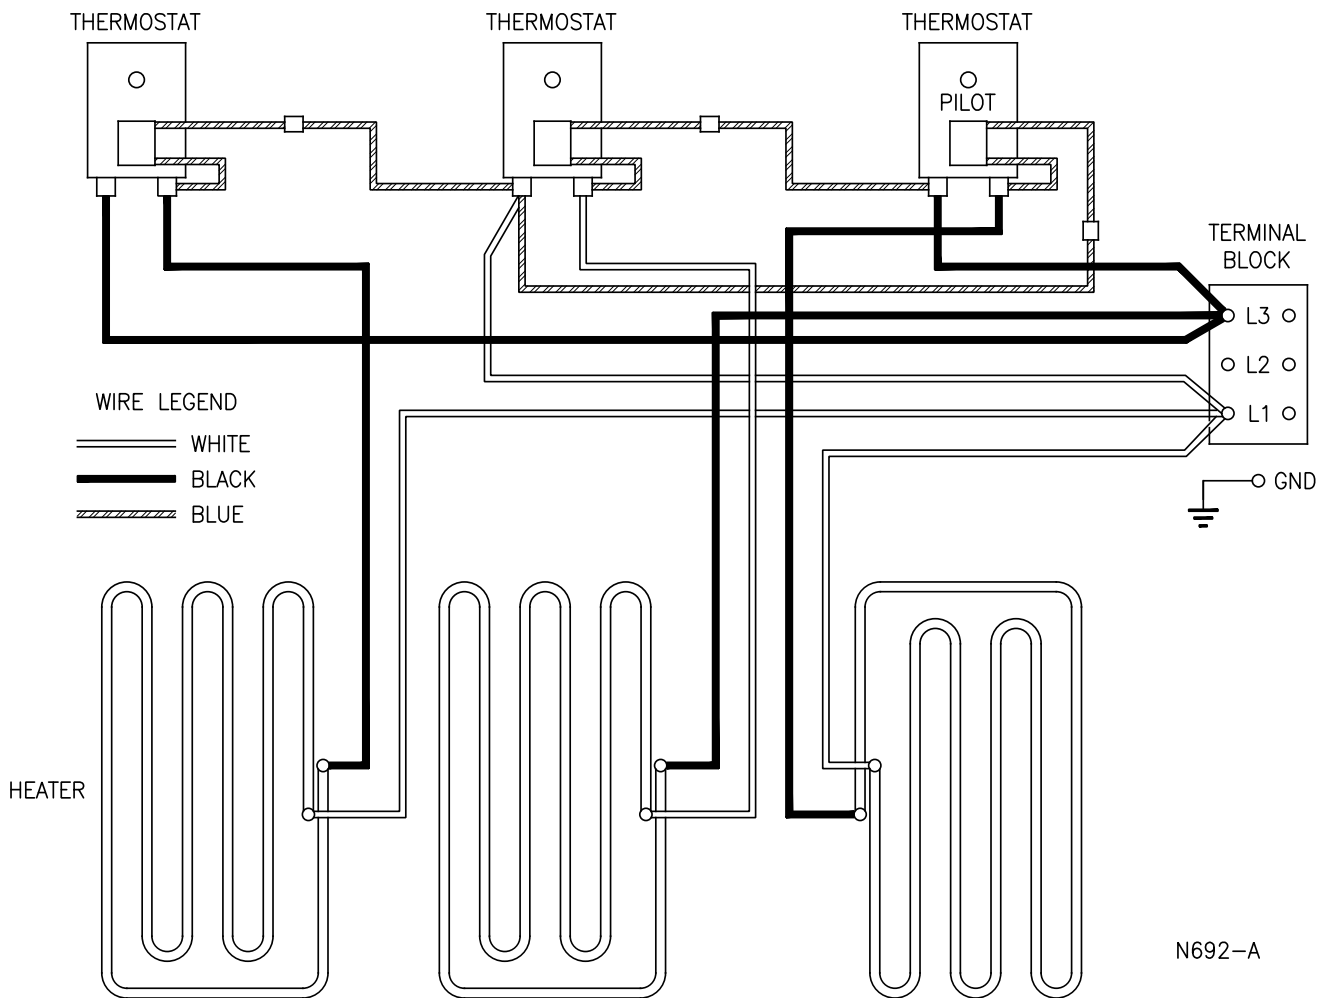 THERMOSTAT THERMOSTAT THERMOSTAT
PILOT
TERMINAL
BLOCK
L3
L2
L1
GND
WIRE LEGEND
WHITE
BLACK
BLUE
HEATER
N692-A